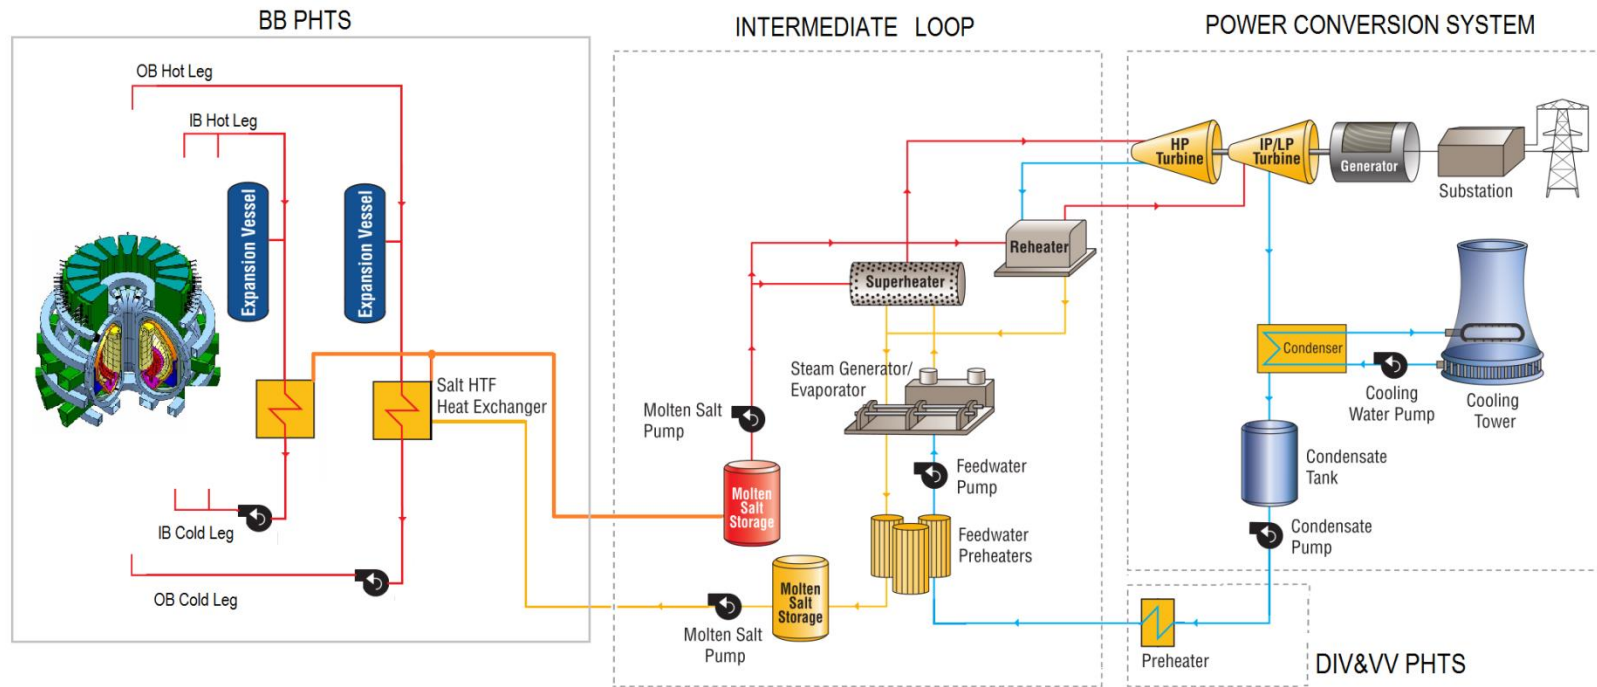 BB PHTS
INTERMEDIATE LOOP
POWER CONVERSION SYSTEM
OB Hot Leg
IB Hot Leg
Expansion Vessel
Expansion Vessel
Salt HTF
Heat Exchanger
IB Cold Leg
OB Cold Leg
HP
Turbine
IP/LP
Turbine
Generator
Substation
Reheater
Superheater
Steam Generator/
Evaporator
Molten Salt
Pump
Molten
Salt
Storage
Feedwater
Pump
Feedwater
Preheaters
Molten
Salt
Storage
Molten Salt
Pump
Condenser
Cooling
Water Pump
Cooling
Tower
Condensate
Tank
Condensate
Pump
Preheater
DIV&VV PHTS